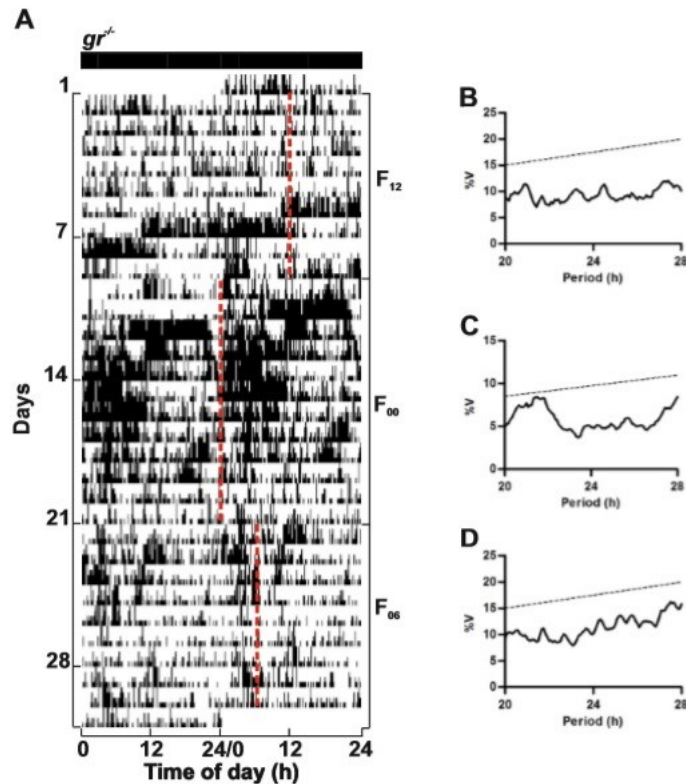 A
gr-/-
1
7
14
21
28
Days
F12
F00
F06
0 12 24/0 12 24
Time of day (h)
B
25
20
15
10
5
0
%V
20 24 28
Period (h)
C
15
10
5
0
%V
20 24 28
Period (h)
D
25
20
15
10
5
0
%V
20 24 28
Period (h)